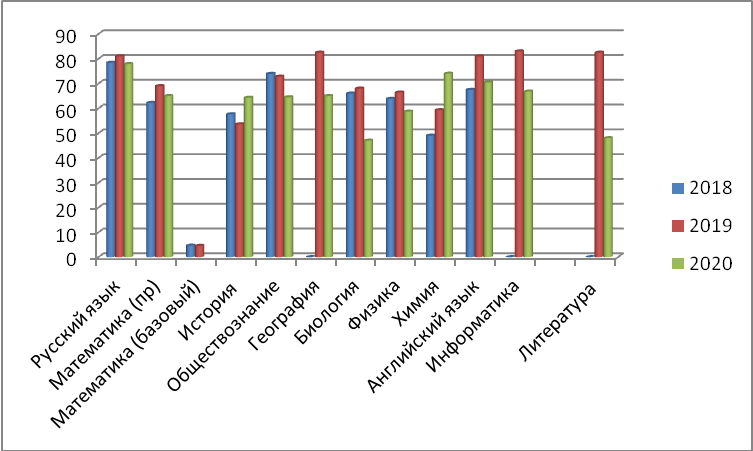 90
80
70
60
50
40
30
20
10
0
2018
2019
2020
Русский язык
Математика (пр)
Математика (базовый)
История
Обществознание
География
Биология
Физика
Химия
Английский язык
Информатика
Литература